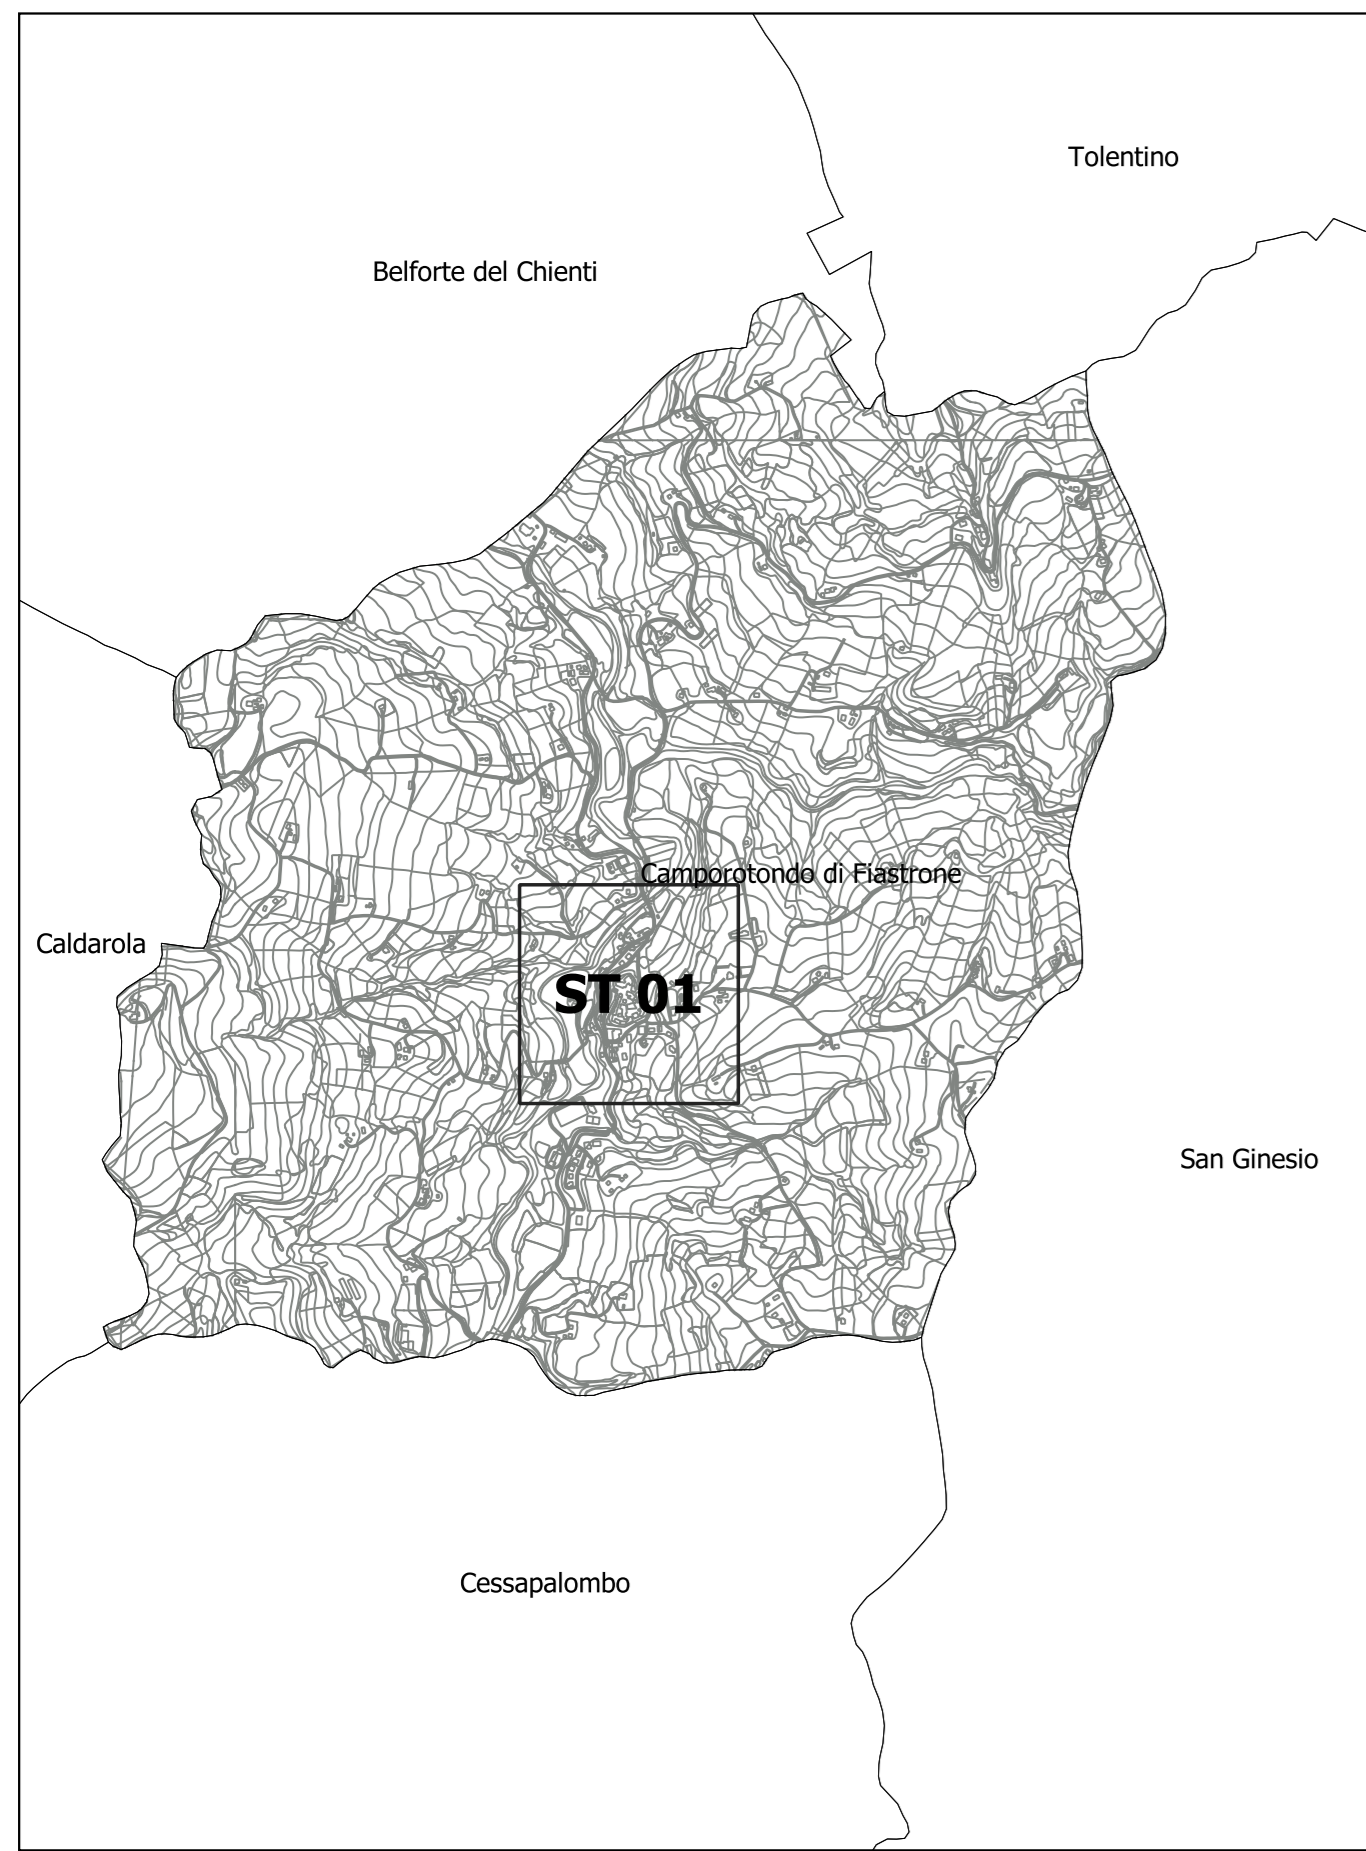 Tolentino
Belforte del Chienti
Camporotondo di Fiastrone
Caldarola
ST 01
San Ginesio
Cessapalombo